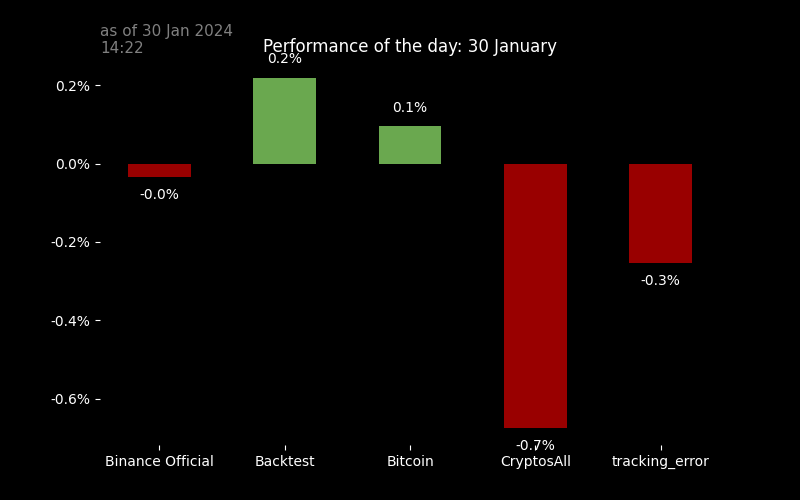 as of 30 Jan 2024
14:22
Performance of the day: 30 January
0.2%
0.2%
0.1%
0.0%
-0.0%
-0.2%
-0.3%
-0.4%
-0.6%
-0.7%
Binance Official
Backtest
Bitcoin
CryptosAll
tracking_error